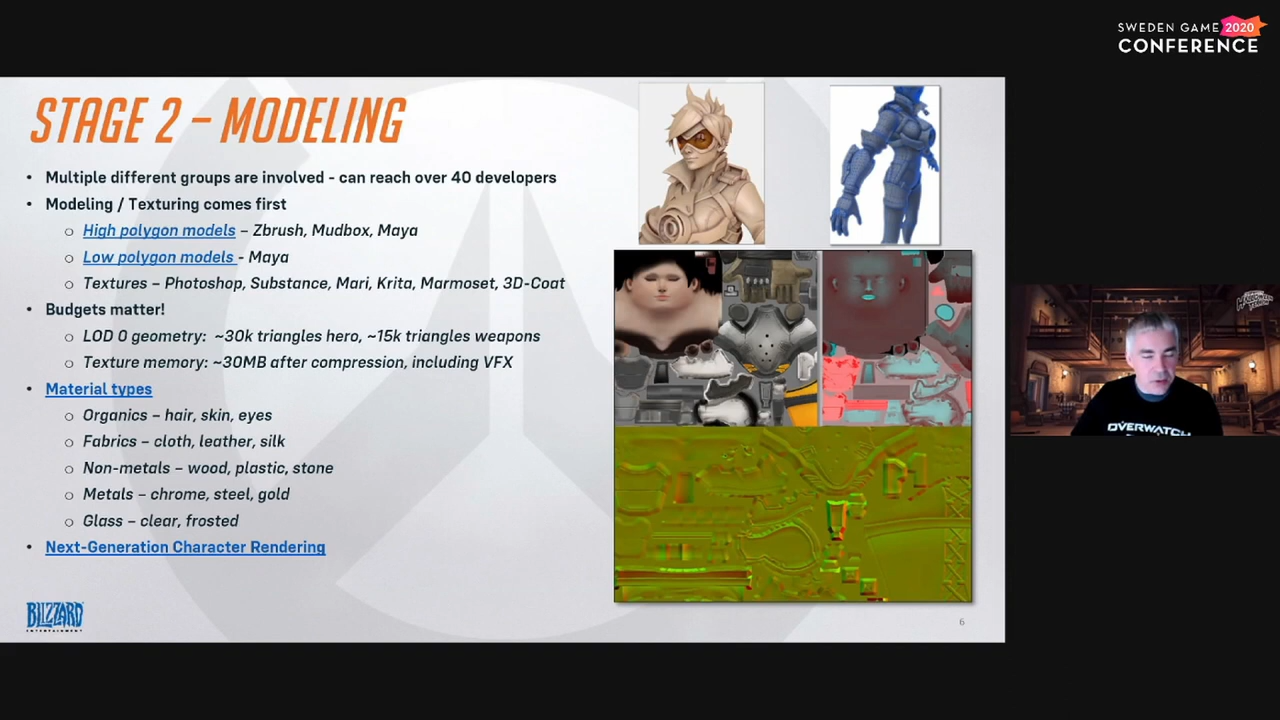 SWEDEN GAME 2020
CONFERENCE
STAGE 2 – MODELING
• Multiple different groups are involved - can reach over 40 developers
• Modeling / Texturing comes first
o High polygon models – Zbrush, Mudbox, Maya
o Low polygon models - Maya
o Textures – Photoshop, Substance, Mari, Krita, Marmoset, 3D-Coat
• Budgets matter!
o LOD 0 geometry: ~30k triangles hero, ~15k triangles weapons
o Texture memory: ~30MB after compression, including VFX
• Material types
o Organics – hair, skin, eyes
o Fabrics – cloth, leather, silk
o Non-metals – wood, plastic, stone
o Metals – chrome, steel, gold
o Glass – clear, frosted
• Next-Generation Character Rendering
BLIZZARD
ENTERTAINMENT
6
OVERWATCH